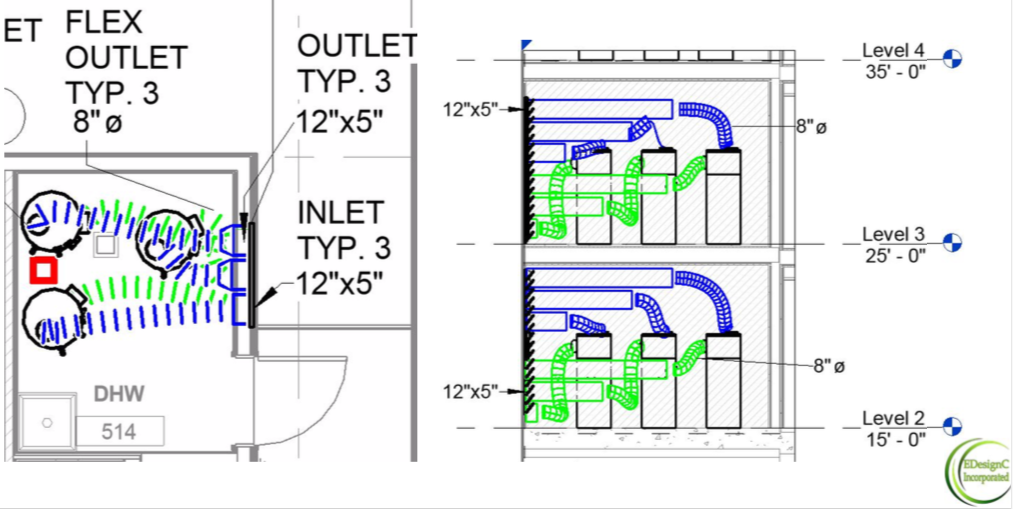 ET
FLEX
OUTLET
TYP. 3
8"ø
OUTLET
TYP. 3
12"x5"
INLET
TYP. 3
12"x5"
DHW
514
12"x5"
8"ø
12"x5"
8"ø
Level 4
35' - 0"
Level 3
25' - 0"
Level 2
15' - 0"
EDesignC
Incorporated